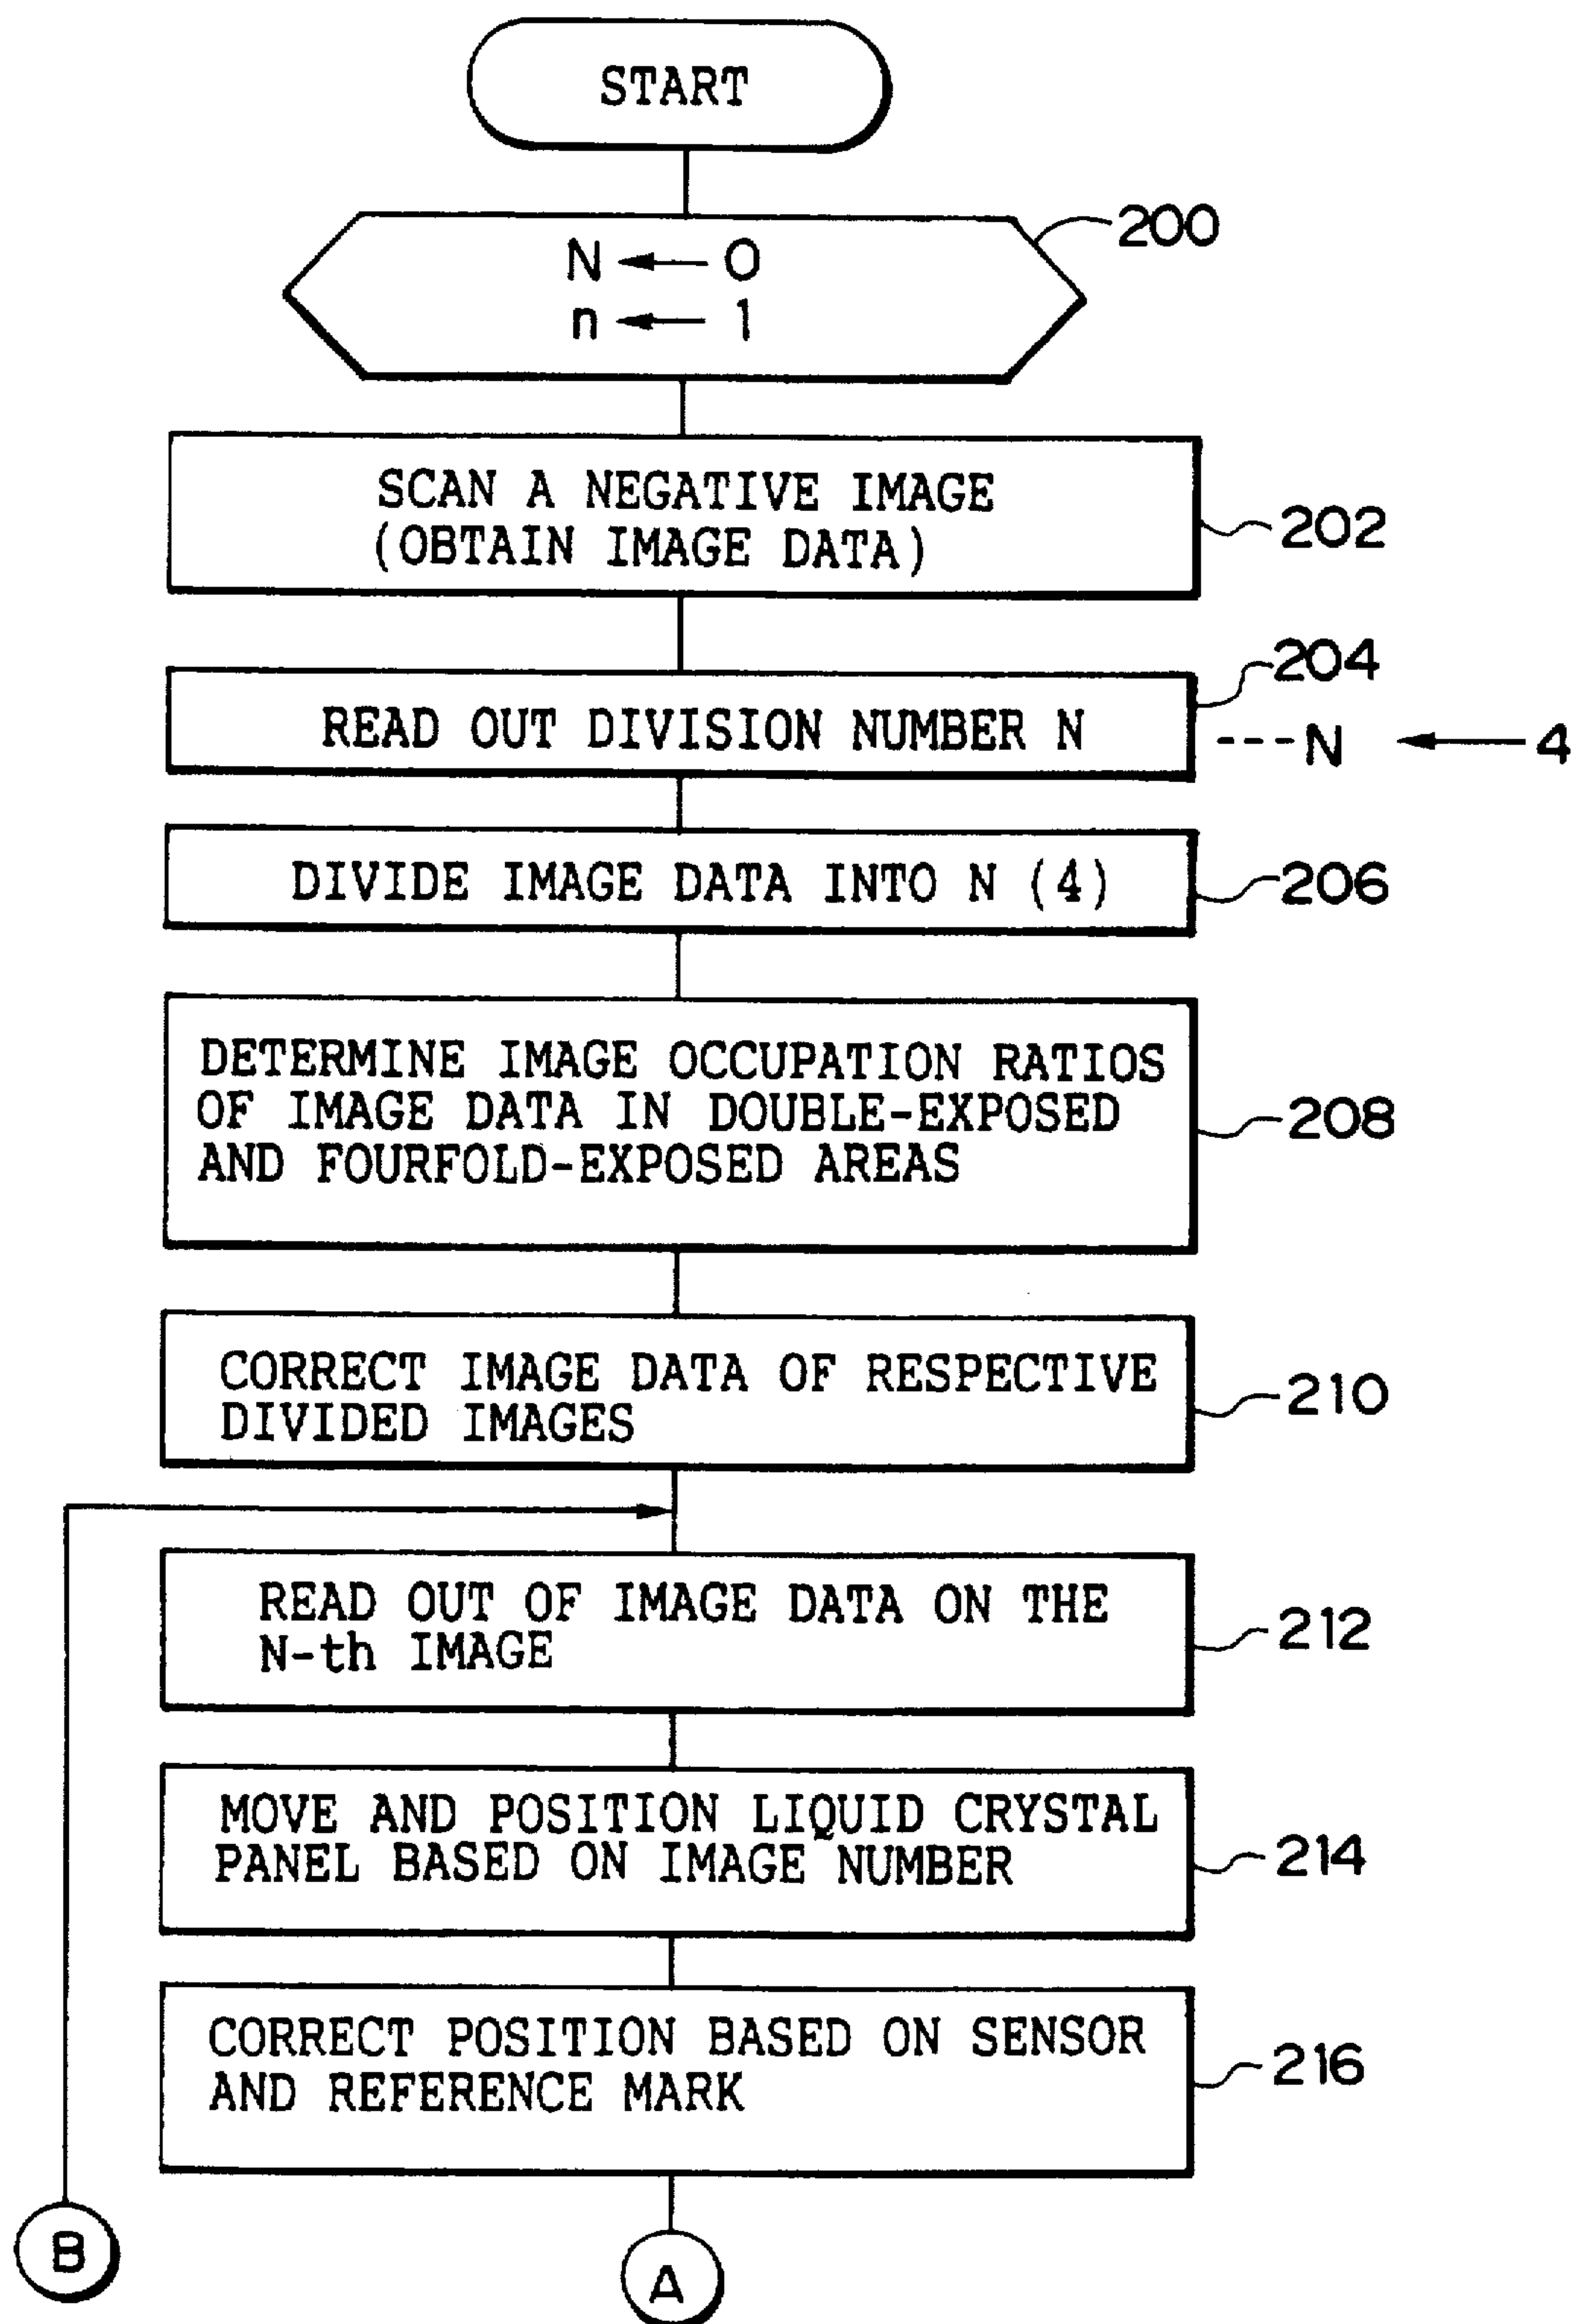 START
N ← 0
n ← 1
200
SCAN A NEGATIVE IMAGE
(OBTAIN IMAGE DATA)
202
204
READ OUT DIVISION NUMBER N
---N ← 4
DIVIDE IMAGE DATA INTO N (4)
206
DETERMINE IMAGE OCCUPATION RATIOS
OF IMAGE DATA IN DOUBLE-EXPOSED
AND FOURFOLD-EXPOSED AREAS
208
CORRECT IMAGE DATA OF RESPECTIVE
DIVIDED IMAGES
210
READ OUT OF IMAGE DATA ON THE
N-th IMAGE
212
MOVE AND POSITION LIQUID CRYSTAL
PANEL BASED ON IMAGE NUMBER
214
CORRECT POSITION BASED ON SENSOR
AND REFERENCE MARK
216
B
A